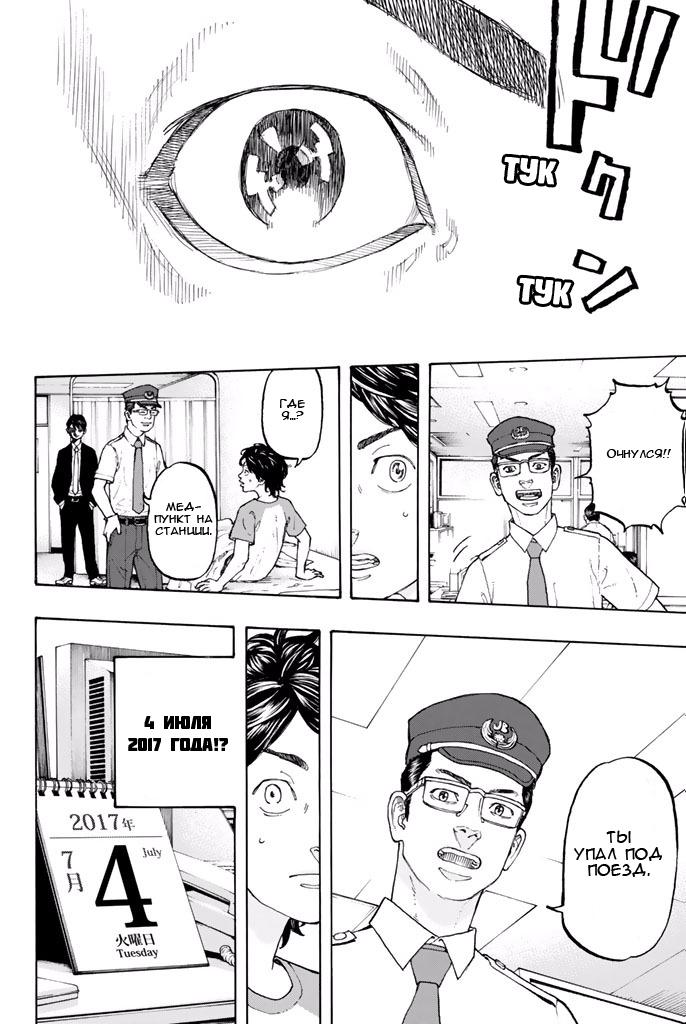 ドクン
ТУК
ТУК
ОЧНУЛСЯ!!
ГДЕ
Я...?
МЕД-
ПУНКТ НА
СТАНЦИИ.
ТЫ
УПАЛ ПОД
ПОЕЗД.
4 ИЮЛЯ
2017 ГОДА!?
2017年
7月
4
July
火曜日
Tuesday